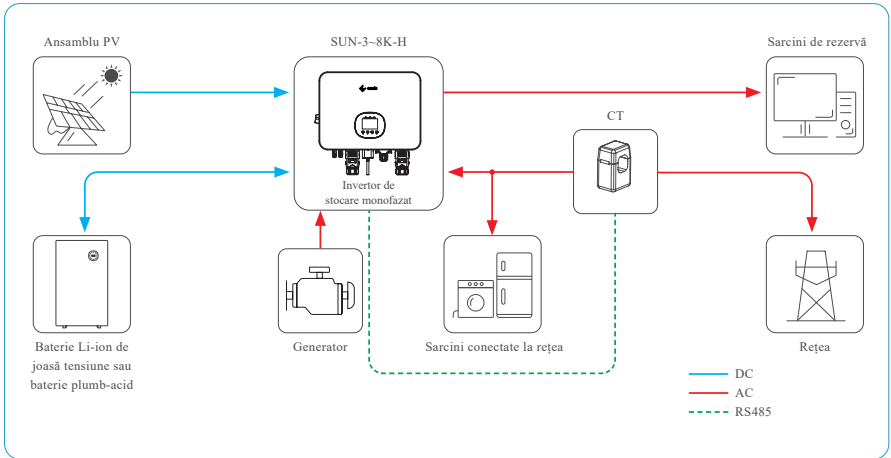 Ansamblu PV
SUN-3~8K-H
Sarcini de rezervă
CT
Invertor de
stocare monofazat
Baterie Li-ion de
joasă tensiune sau
baterie plumb-acid
Generator
Sarcini conectate la rețea
Rețea
DC
AC
RS485